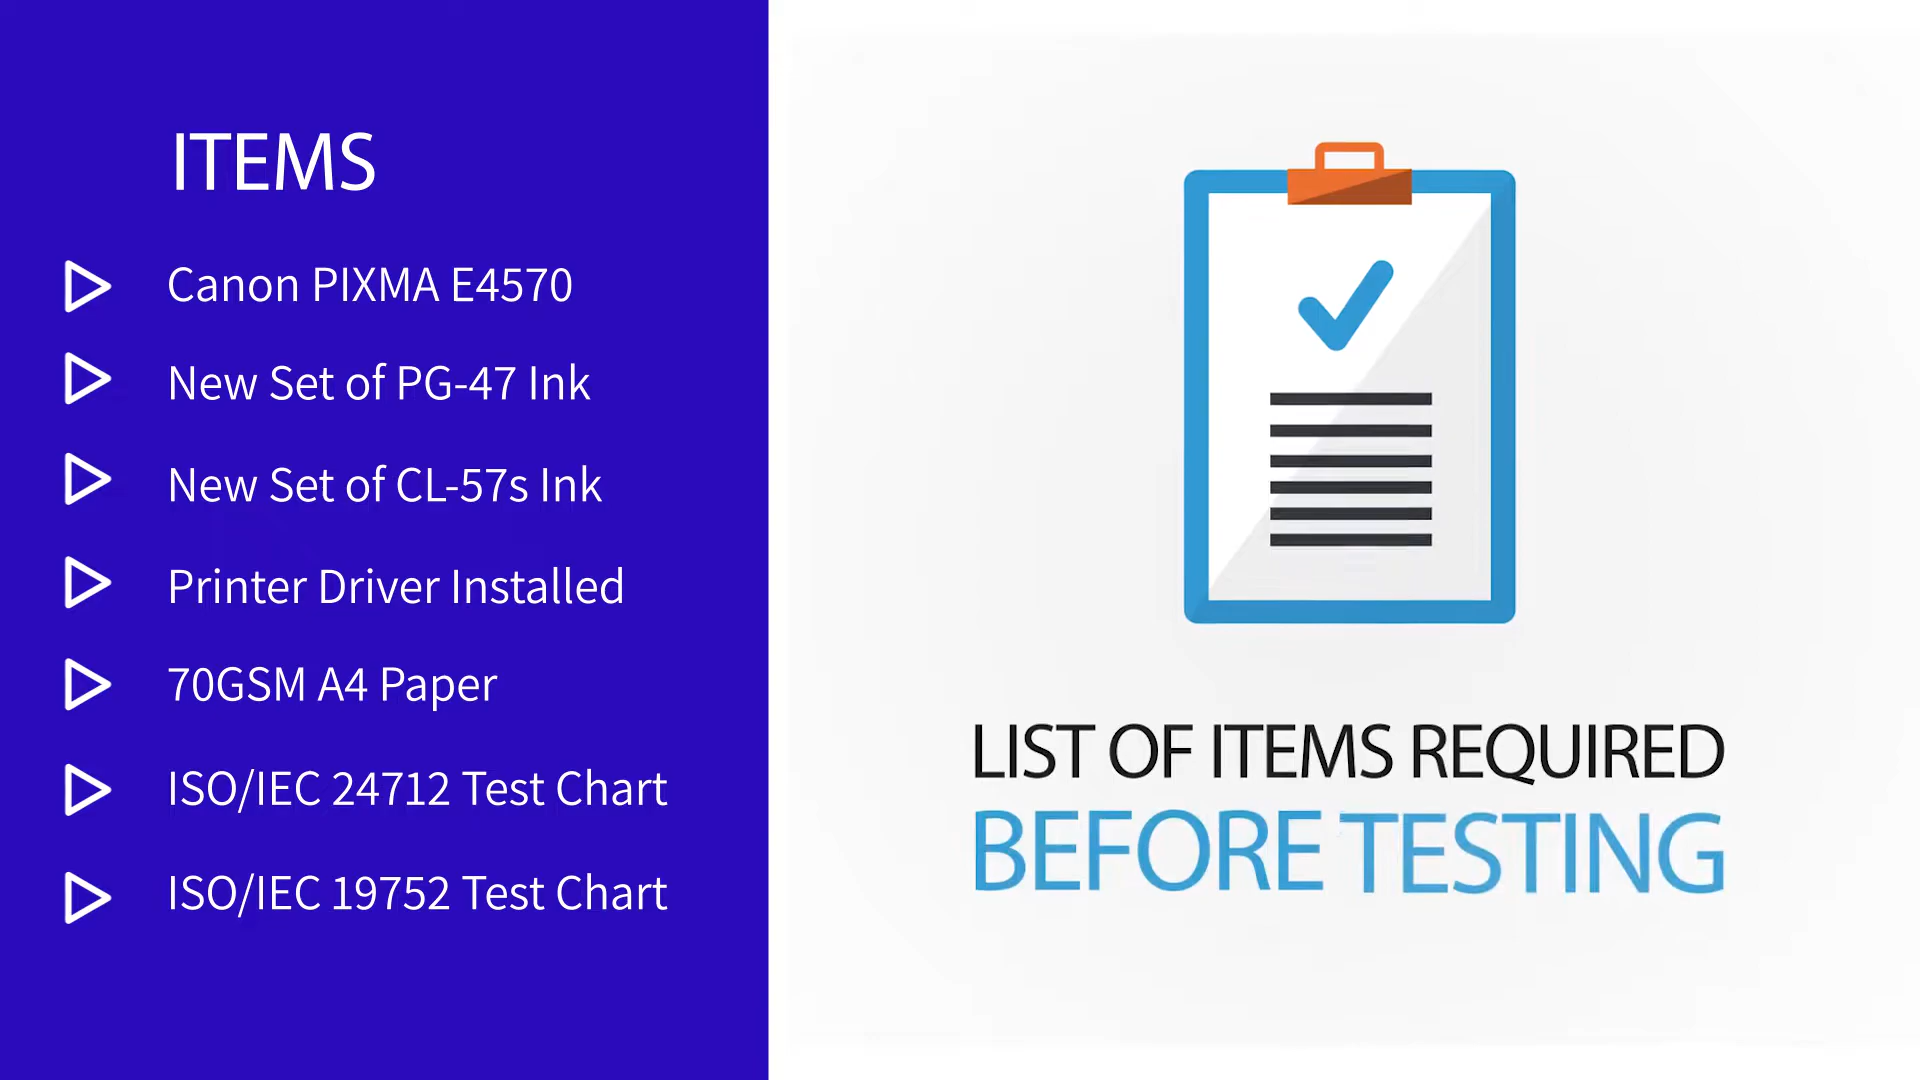 ITEMS
Canon PIXMA E4570
New Set of PG-47 Ink
New Set of CL-57s Ink
Printer Driver Installed
70GSM A4 Paper
ISO/IEC 24712 Test Chart
ISO/IEC 19752 Test Chart
LIST OF ITEMS REQUIRED
BEFORE TESTING